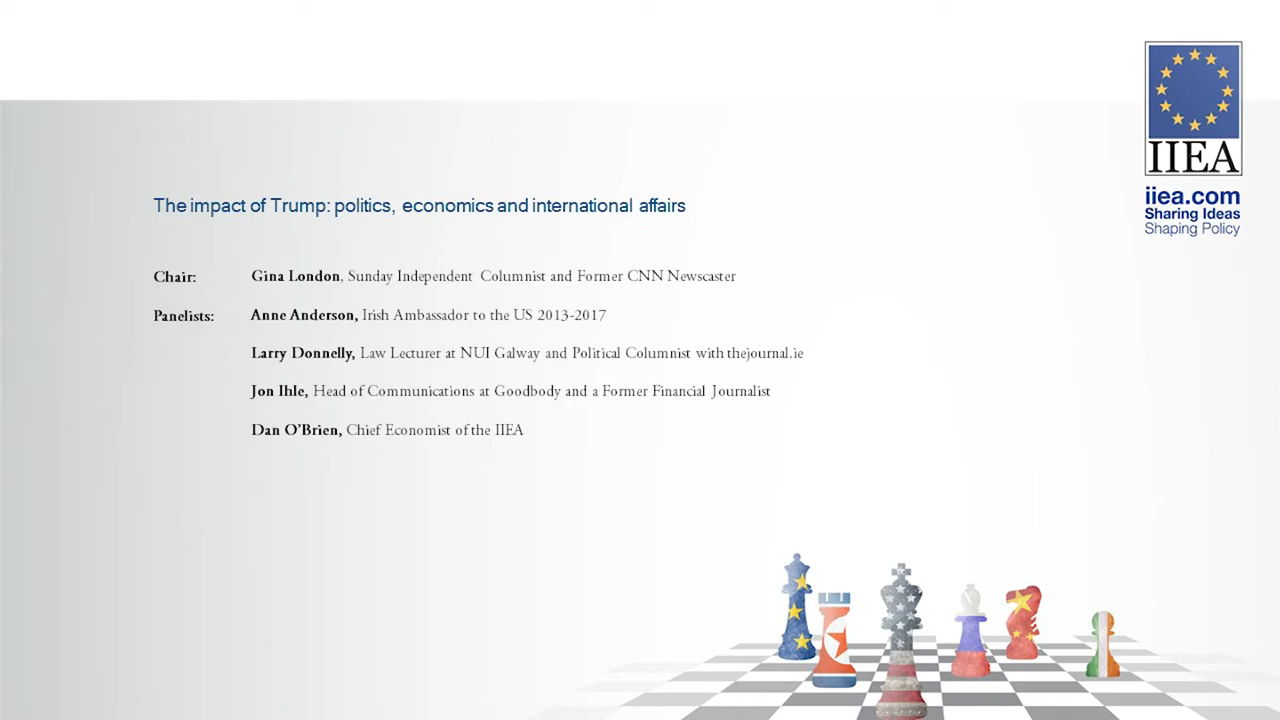 IIEA
iiea.com
Sharing Ideas
Shaping Policy
The impact of Trump: politics, economics and international affairs
Chair: Gina London, Sunday Independent Columnist and Former CNN Newscaster
Panelists: Anne Anderson, Irish Ambassador to the US 2013-2017
Larry Donnelly, Law Lecturer at NUI Galway and Political Columnist with thejournal.ie
Jon Ihle, Head of Communications at Goodbody and a Former Financial Journalist
Dan O’Brien, Chief Economist of the IIEA